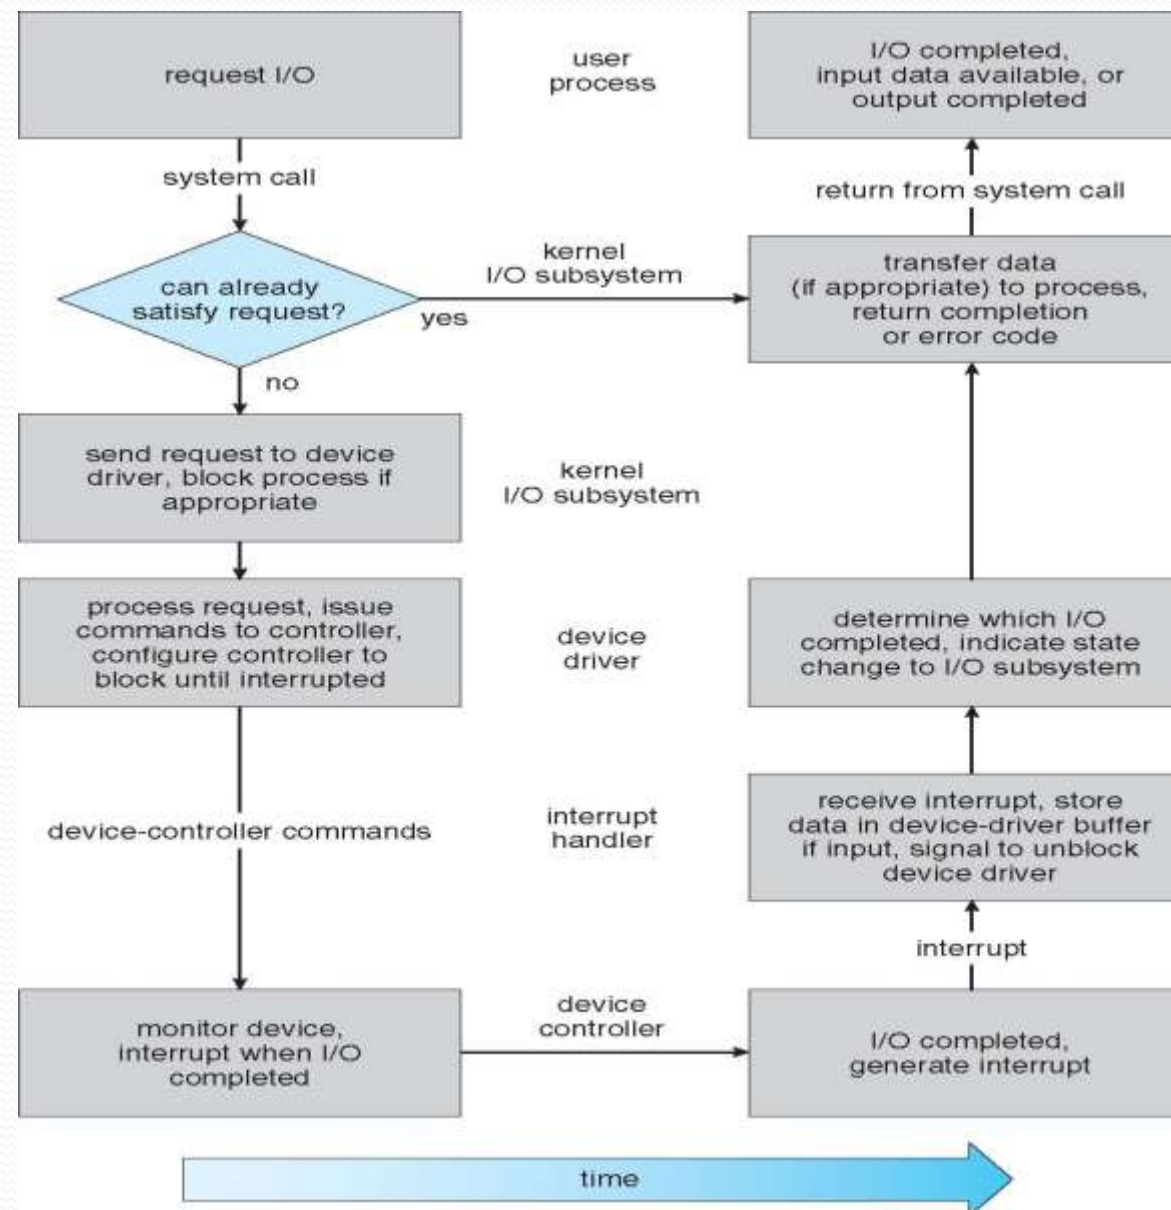 request I/O
user
process
I/O completed,
input data available, or
output completed
system call
return from system call
can already
satisfy request?
yes
no
kernel
I/O subsystem
transfer data
(if appropriate) to process,
return completion
or error code
send request to device
driver, block process if
appropriate
kernel
I/O subsystem
process request, issue
commands to controller,
configure controller to
block until interrupted
device
driver
determine which I/O
completed, indicate state
change to I/O subsystem
device-controller commands
interrupt
handler
receive interrupt, store
data in device-driver buffer
if input, signal to unblock
device driver
interrupt
monitor device,
interrupt when I/O
completed
device
controller
I/O completed,
generate interrupt
time